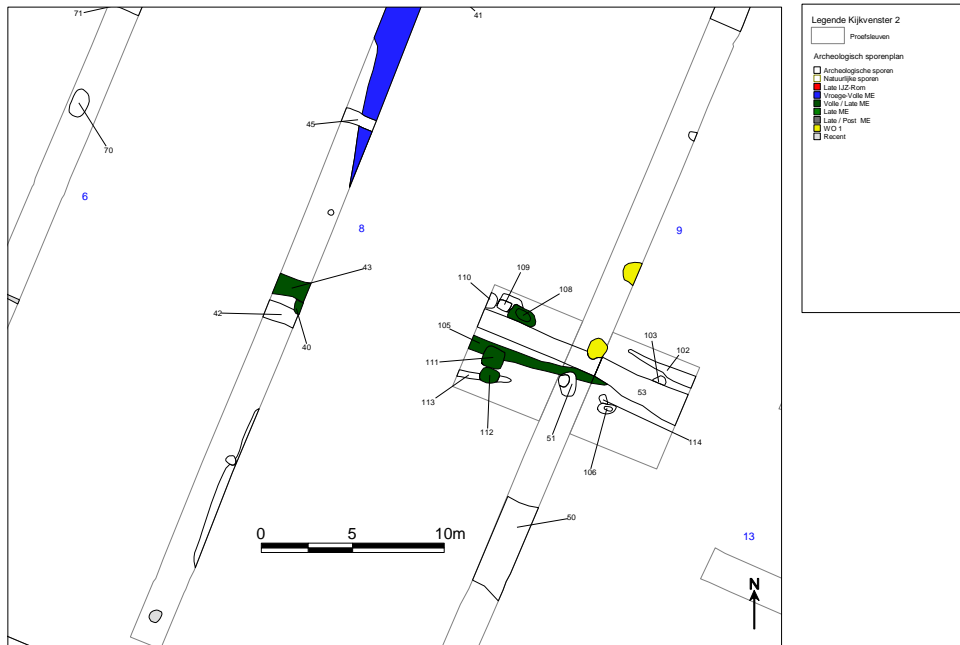 Legende Kijkvenster 2
Proefsleuven
Archeologisch sporenplan
Archeologische sporen
Natuurlijke sporen
Late IJZ-Rom
Vroege-Volle ME
Volle / Late ME
Late ME
Late / Post ME
WO 1
Recent
71
41
70
45
6
8
9
43
42
40
110
109
108
105
111
113
112
51
103
102
53
114
106
50
13
0 5 10m
N